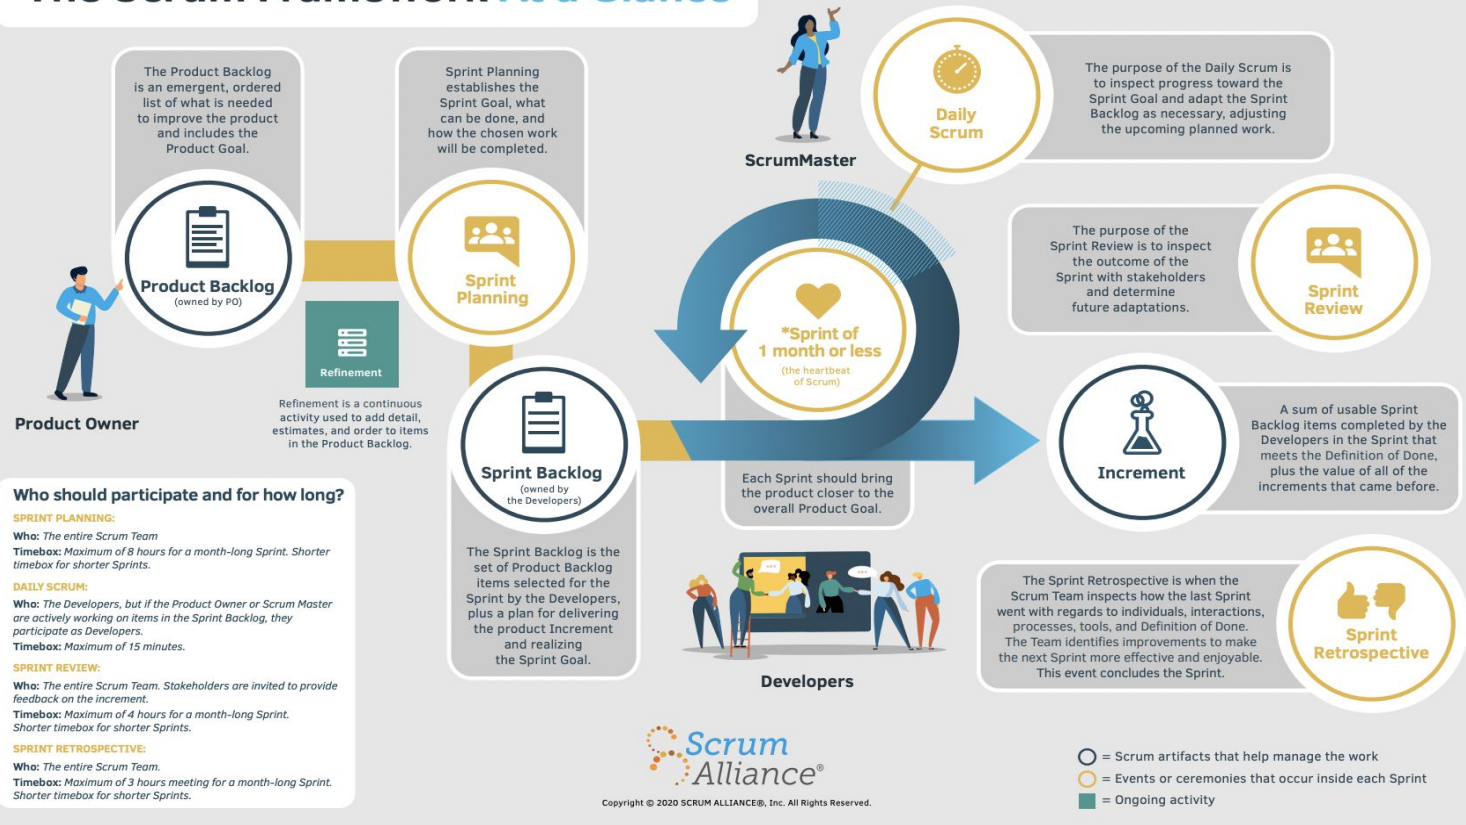 The Scrum Framework At a Glance
The Product Backlog
is an emergent, ordered
list of what is needed
to improve the product
and includes the
Product Goal.
Product Backlog
(owned by PO)
Product Owner
Sprint Planning
establishes the
Sprint Goal, what
can be done, and
how the chosen work
will be completed.
Sprint
Planning
Refinement
Refinement is a continuous
activity used to add detail,
estimates, and order to items
in the Product Backlog.
Sprint Backlog
(owned by
the Developers)
The Sprint Backlog is the
set of Product Backlog
items selected for the
Sprint by the Developers,
plus a plan for delivering
the product Increment
and realizing
the Sprint Goal.
ScrumMaster
Daily
Scrum
The purpose of the Daily Scrum is
to inspect progress toward the
Sprint Goal and adapt the Sprint
Backlog as necessary, adjusting
the upcoming planned work.
*Sprint of
1 month or less
(the heartbeat
of Scrum)
Each Sprint should bring
the product closer to the
overall Product Goal.
The purpose of the
Sprint Review is to inspect
the outcome of the
Sprint with stakeholders
and determine
future adaptations.
Sprint
Review
Increment
A sum of usable Sprint
Backlog items completed by the
Developers in the Sprint that
meets the Definition of Done,
plus the value of all of the
increments that came before.
Developers
The Sprint Retrospective is when the
Scrum Team inspects how the last Sprint
went with regards to individuals, interactions,
processes, tools, and Definition of Done.
The Team identifies improvements to make
the next Sprint more effective and enjoyable.
This event concludes the Sprint.
Sprint
Retrospective
Who should participate and for how long?
SPRINT PLANNING:
Who: The entire Scrum Team
Timebox: Maximum of 8 hours for a month-long Sprint. Shorter
timebox for shorter Sprints.
DAILY SCRUM:
Who: The Developers, but if the Product Owner or Scrum Master
are actively working on items in the Sprint Backlog, they
participate as Developers.
Timebox: Maximum of 15 minutes.
SPRINT REVIEW:
Who: The entire Scrum Team. Stakeholders are invited to provide
feedback on the increment.
Timebox: Maximum of 4 hours for a month-long Sprint.
Shorter timebox for shorter Sprints.
SPRINT RETROSPECTIVE:
Who: The entire Scrum Team.
Timebox: Maximum of 3 hours meeting for a month-long Sprint.
Shorter timebox for shorter Sprints.
Scrum
Alliance®
Copyright © 2020 SCRUM ALLIANCE®, Inc. All Rights Reserved.
= Scrum artifacts that help manage the work
= Events or ceremonies that occur inside each Sprint
= Ongoing activity